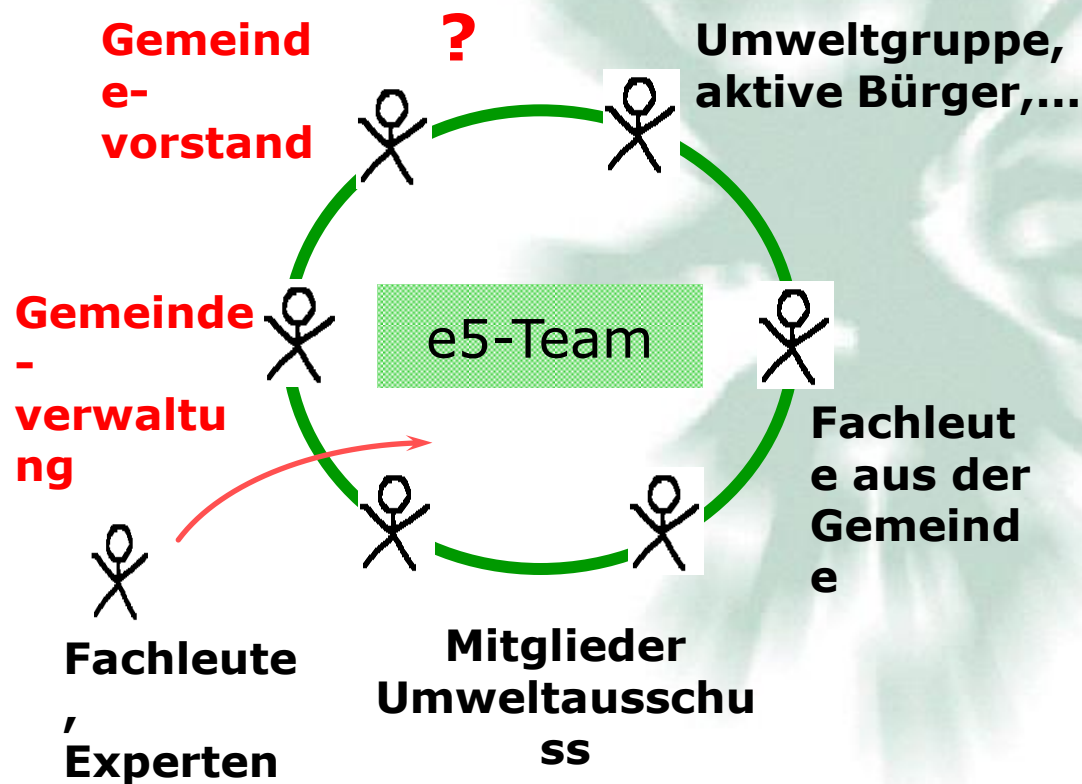 Gemeind
e-
vorstand
?
Umweltgruppe,
aktive Bürger,...
Gemeinde
-
verwaltu
ng
e5-Team
Fachleut
e aus der
Gemeind
e
Mitglieder
Umweltausschu
ss
Fachleute
,
Experten